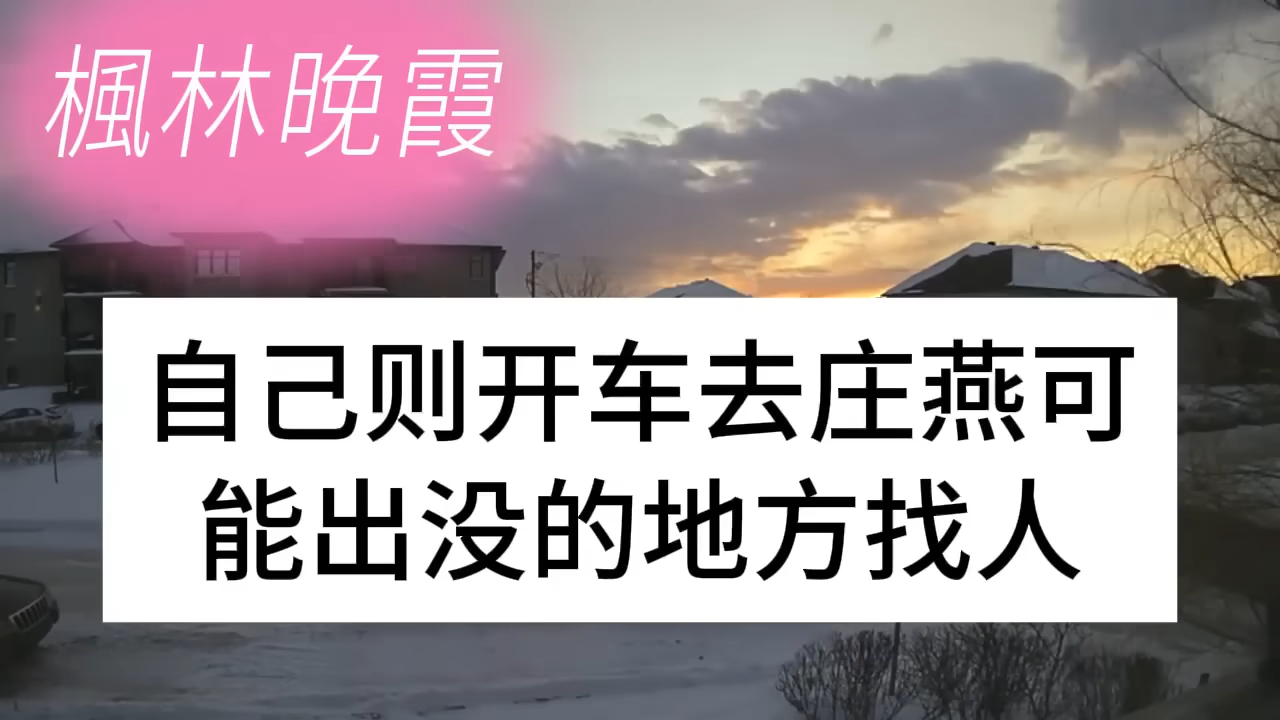 楓林晚霞
自己则开车去庄燕可
能出没的地方找人